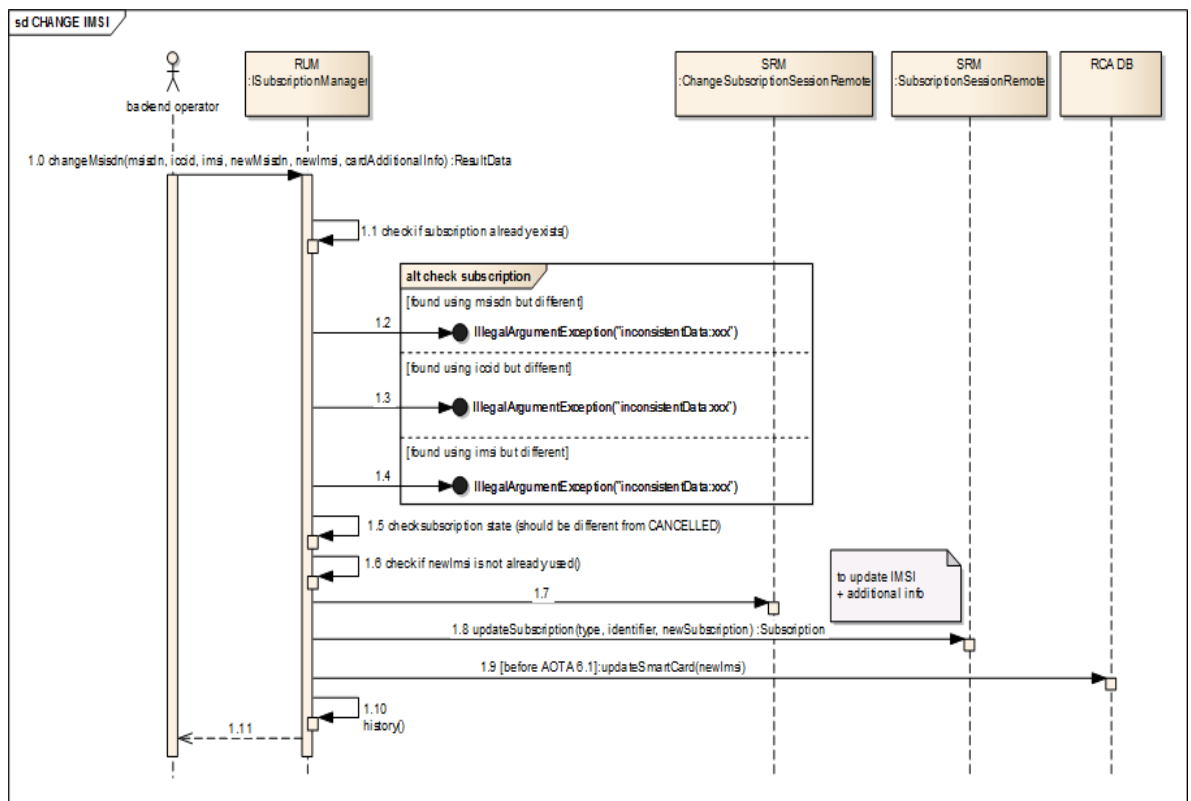 sd CHANGE IMSI
backend operator
RUM
:ISubscriptionManager
SRM
:ChangeSubscriptionSessionRemote
SRM
:SubscriptionSessionRemote
RCA DB
1.0 changeMsisdn(msisdn, iccid, imsi, newMsisdn, newImsi, cardAdditionalInfo) :ResultData
1.1 check if subscription already exists()
alt check subscription
[found using msisdn but different]
1.2
IllegalArgumentException("inconsistentData:xxx")
[found using iccid but different]
1.3
IllegalArgumentException("inconsistentData:xxx")
[found using imsi but different]
1.4
IllegalArgumentException("inconsistentData:xxx")
1.5 check subscription state (should be different from CANCELLED)
1.6 check if newImsi is not already used()
to update IMSI
+ additional info
1.7
1.8 updateSubscription(type, identifier, newSubscription) :Subscription
1.9 [before AOTA 6.1]:updateSmartCard(newImsi)
1.10
history()
1.11